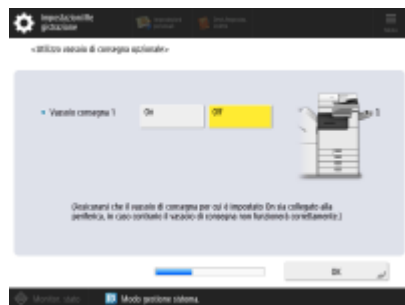 Impostazioni/Re
gistrazione
<Utilizzo vassoio di consegna opzionale>
Vassoio consegna 1
On
Off
1
(Assicurarsi che il vassoio di consegna per cui è impostato On sia collegato alla
periferica, in caso contrario il vassoio di consegna non funzionerà correttamente.)
OK
Monitor stato
Modo gestione sistema.